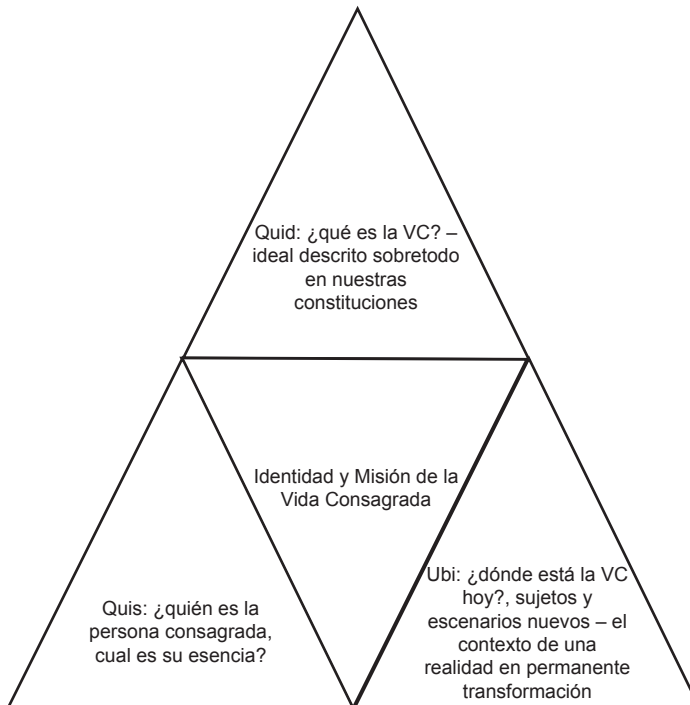 Quid: ¿qué es la VC? –
ideal descrito sobretodo
en nuestras
constituciones
Identidad y Misión de la
Vida Consagrada
Quis: ¿quién es la
persona consagrada,
cual es su esencia?
Ubi: ¿dónde está la VC
hoy?, sujetos y
escenarios nuevos – el
contexto de una
realidad en permanente
transformación